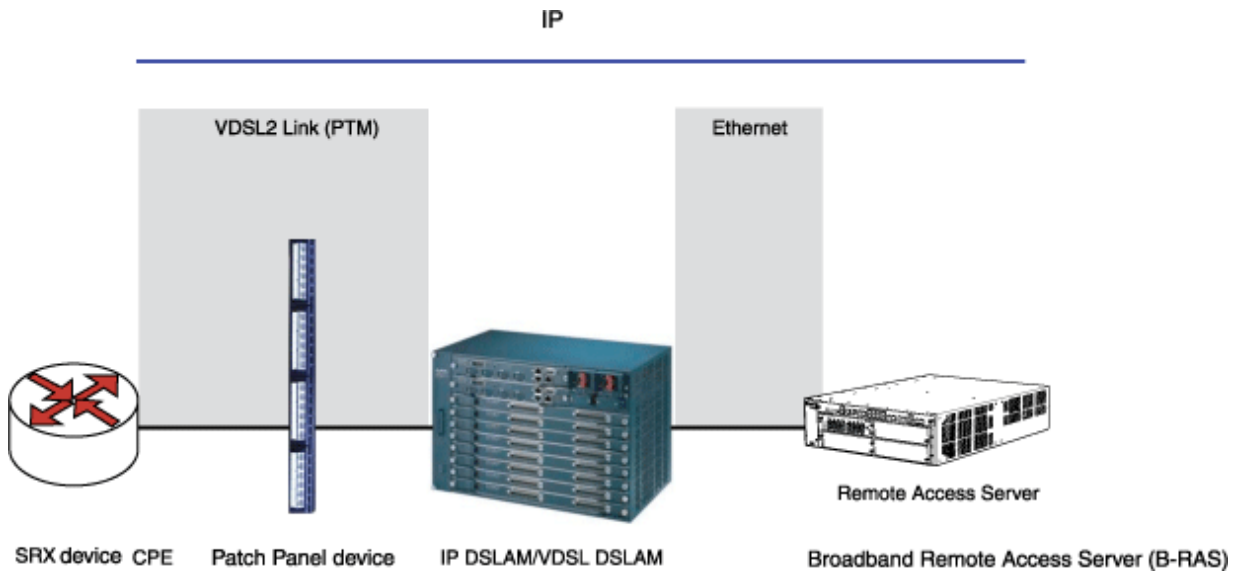 IP
VDSL2 Link (PTM)
Ethernet
Remote Access Server
SRX device CPE
Patch Panel device
IP DSLAM/VDSL DSLAM
Broadband Remote Access Server (B-RAS)